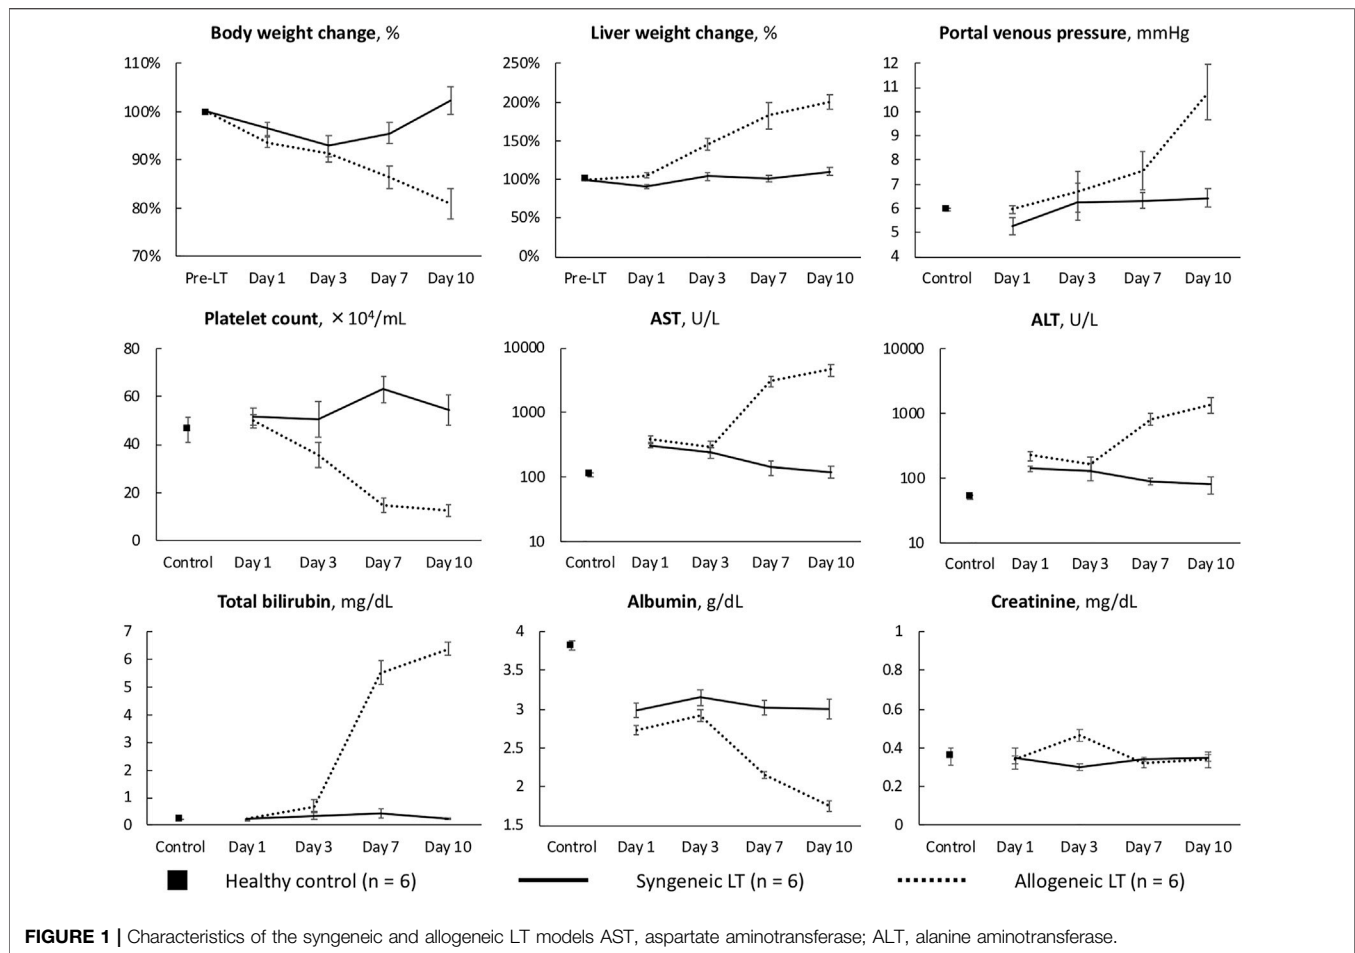 Body weight change, %
110%
100%
90%
80%
70%
Pre-LT Day 1 Day 3 Day 7 Day 10
Liver weight change, %
250%
200%
150%
100%
50%
0%
Pre-LT Day 1 Day 3 Day 7 Day 10
Portal venous pressure, mmHg
12
11
10
9
8
7
6
5
4
Control Day 1 Day 3 Day 7 Day 10
Platelet count, ×10⁴/mL
80
60
40
20
0
Control Day 1 Day 3 Day 7 Day 10
AST, U/L
10000
1000
100
10
Control Day 1 Day 3 Day 7 Day 10
ALT, U/L
10000
1000
100
10
Control Day 1 Day 3 Day 7 Day 10
Total bilirubin, mg/dL
7
6
5
4
3
2
1
0
Control Day 1 Day 3 Day 7 Day 10
Albumin, g/dL
4
3.5
3
2.5
2
1.5
Control Day 1 Day 3 Day 7 Day 10
Creatinine, mg/dL
1
0.8
0.6
0.4
0.2
0
Control Day 1 Day 3 Day 7 Day 10
Healthy control (n = 6) Syngeneic LT (n = 6) Allogeneic LT (n = 6)
FIGURE 1 | Characteristics of the syngeneic and allogeneic LT models AST, aspartate aminotransferase; ALT, alanine aminotransferase.